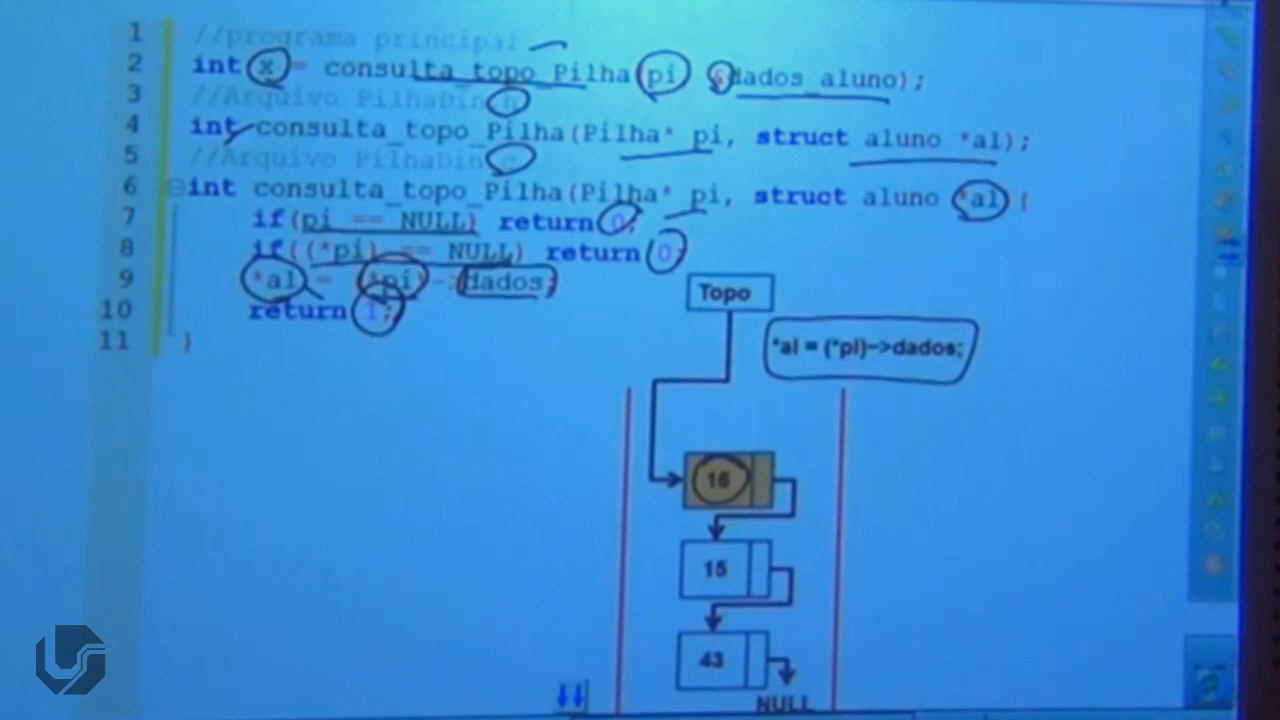 1 //programa principal
2 int x = consulta_topo_Pilha(pi, &dados_aluno);
3 //Arquivo PilhaDin.h
4 int consulta_topo_Pilha(Pilha* pi, struct aluno *al);
5 //Arquivo PilhaDin.c
6 int consulta_topo_Pilha(Pilha* pi, struct aluno *al){
7 if(pi == NULL) return 0;
8 if((*pi) == NULL) return 0;
9 *al = (*pi)->dados;
10 return 1;
11 }
Topo
*al = (*pi)->dados;
16
15
43
NULL